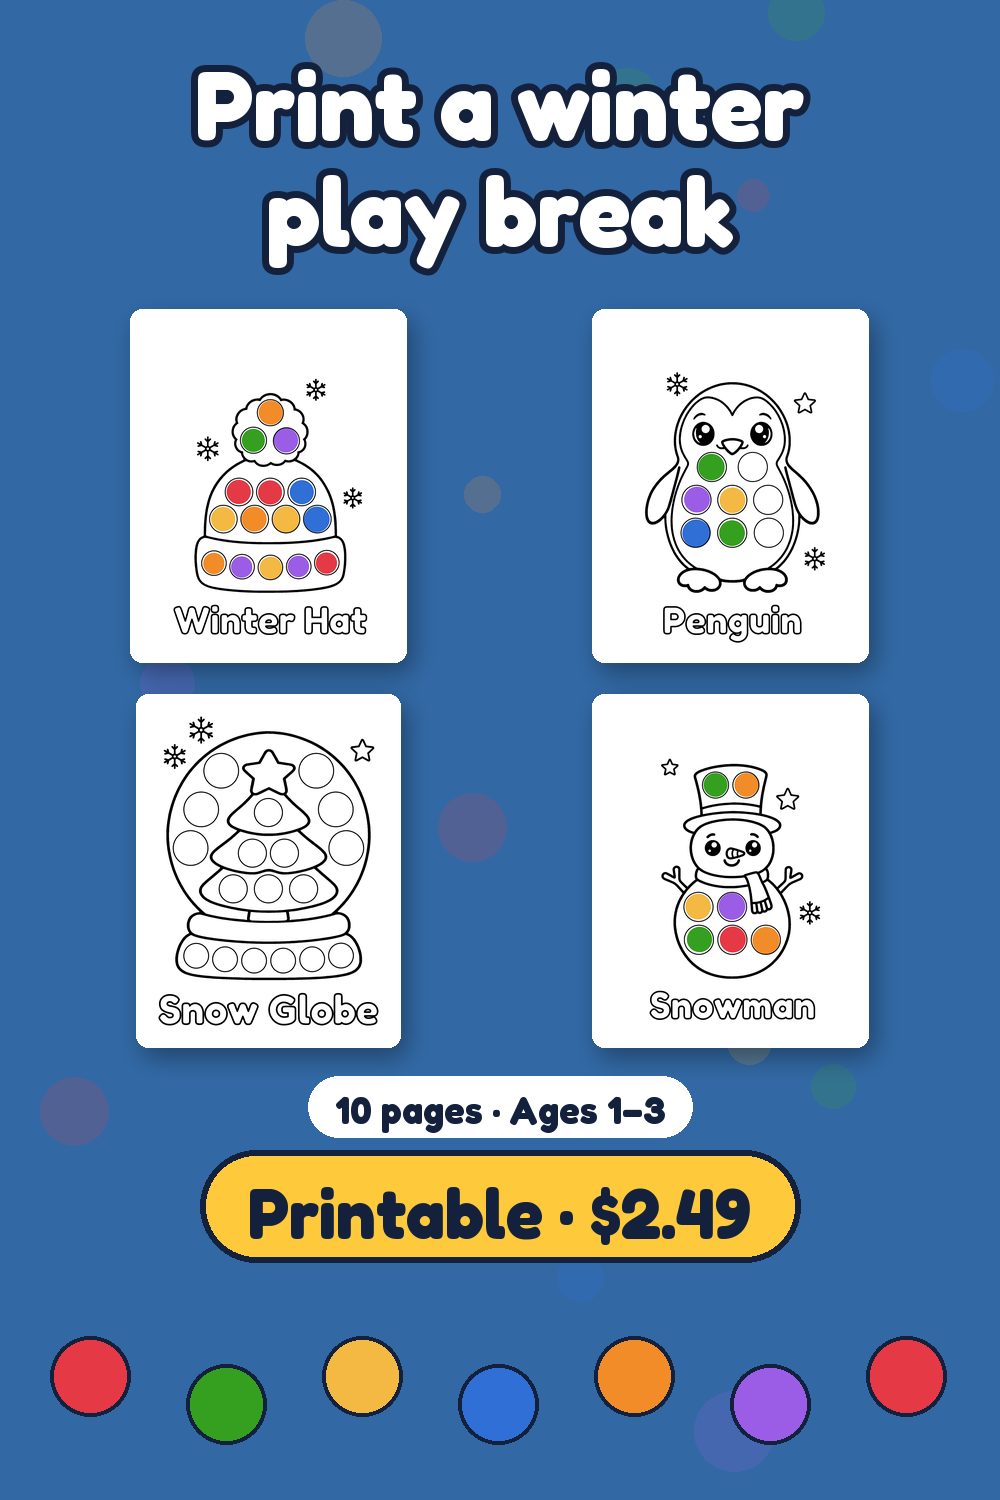 Print a winter
play break
Winter Hat
Penguin
Snow Globe
Snowman
10 pages · Ages 1–3
Printable · $2.49